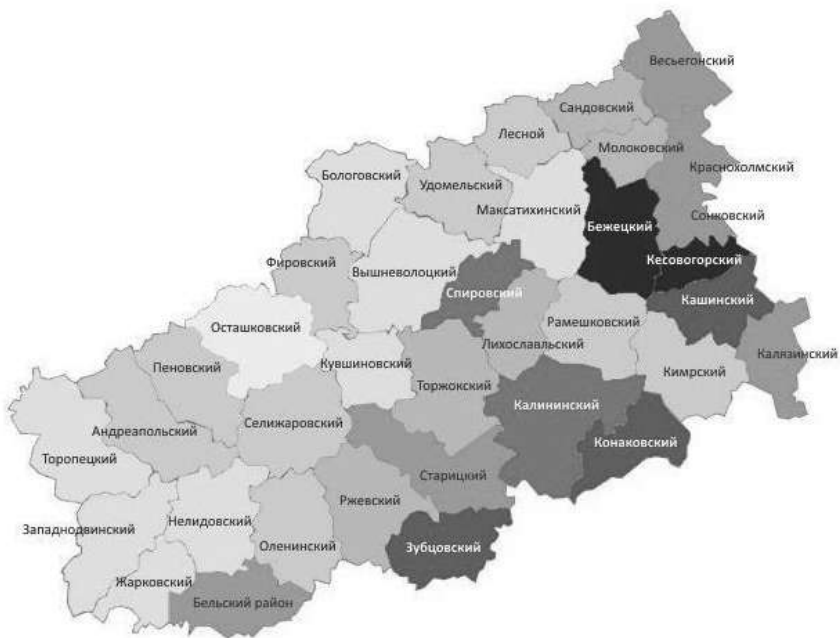 Весьегонский
Сандовский
Лесной
Молоковский
Краснохолмский
Бологовский
Удомельский
Максатихинский
Сонковский
Бежецкий
Кесовогорский
Фировский
Вышневолоцкий
Спировский
Кашинский
Осташковский
Рамешковский
Лихославльский
Калязинский
Пеновский
Кувшиновский
Торжокский
Кимрский
Калининский
Андреапольский
Селижаровский
Конаковский
Торопецкий
Старицкий
Ржевский
Западнодвинский
Нелидовский
Оленинский
Зубцовский
Жарковский
Бельский район